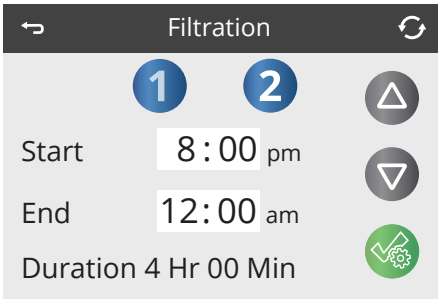 Filtration
1 2
Start 8:00 pm
End 12:00 am
Duration 4 Hr 00 Min